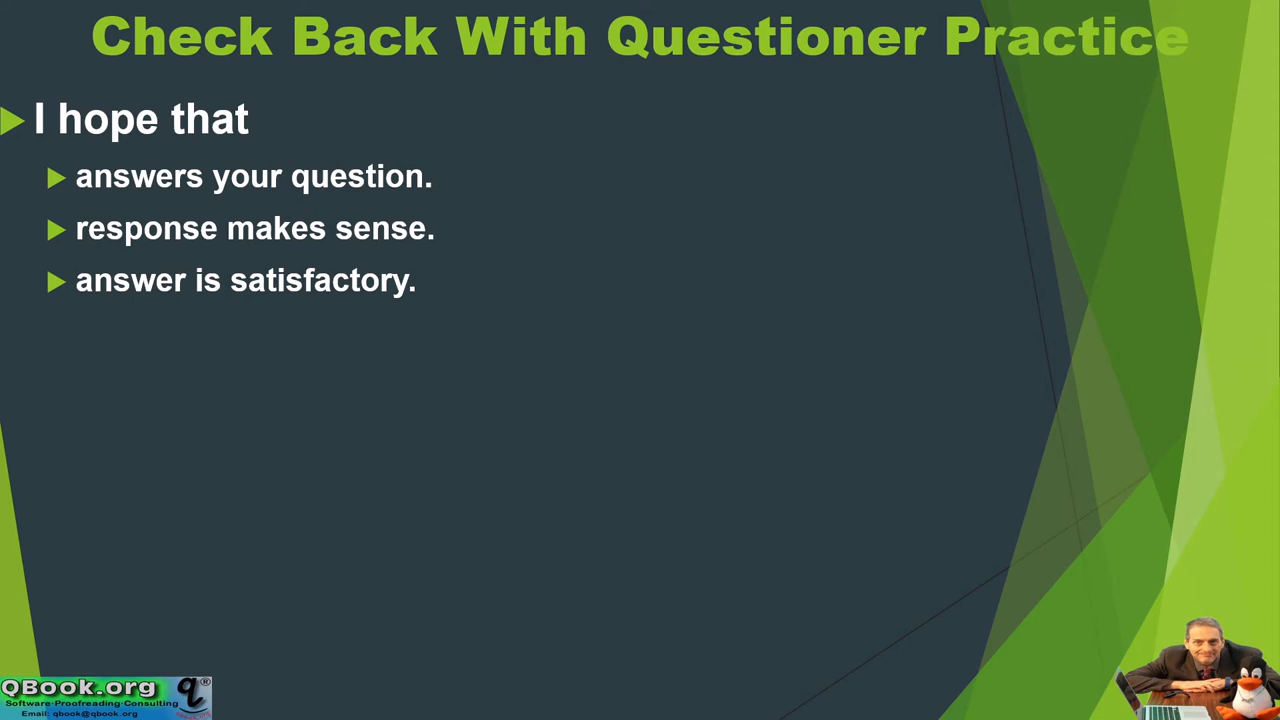 Check Back With Questioner Practice
I hope that
answers your question.
response makes sense.
answer is satisfactory.
QBook.org
q®
Software·Proofreading·Consulting
Email: qbook@qbook.org